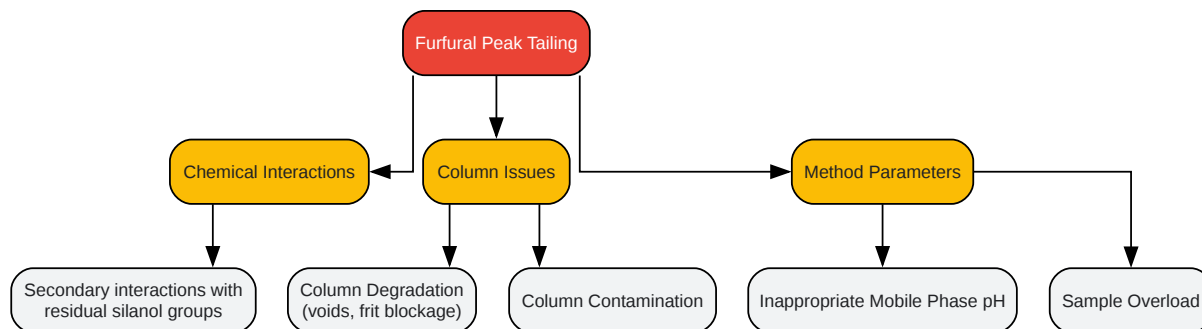 Furfural Peak Tailing
Chemical Interactions
Column Issues
Method Parameters
Secondary interactions with
residual silanol groups
Column Degradation
(voids, frit blockage)
Column Contamination
Inappropriate Mobile Phase pH
Sample Overload